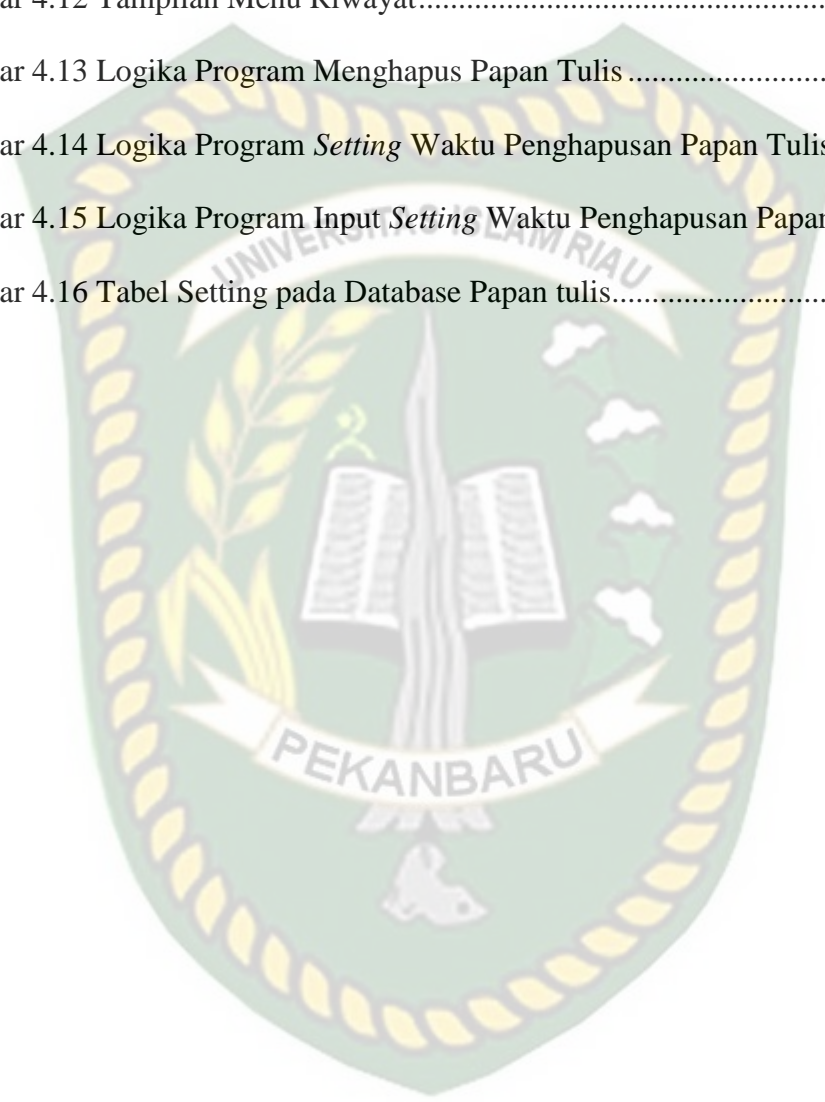 ar 4.12 Tampilan Menu Riwayat........................................
ar 4.13 Logika Program Menghapus Papan Tulis.....................
ar 4.14 Logika Program Setting Waktu Penghapusan Papan Tulis
ar 4.15 Logika Program Input Setting Waktu Penghapusan Papan
UNIVERSITAS ISLAM RIAU
ar 4.16 Tabel Setting pada Database Papan tulis.......................
PEKANBARU